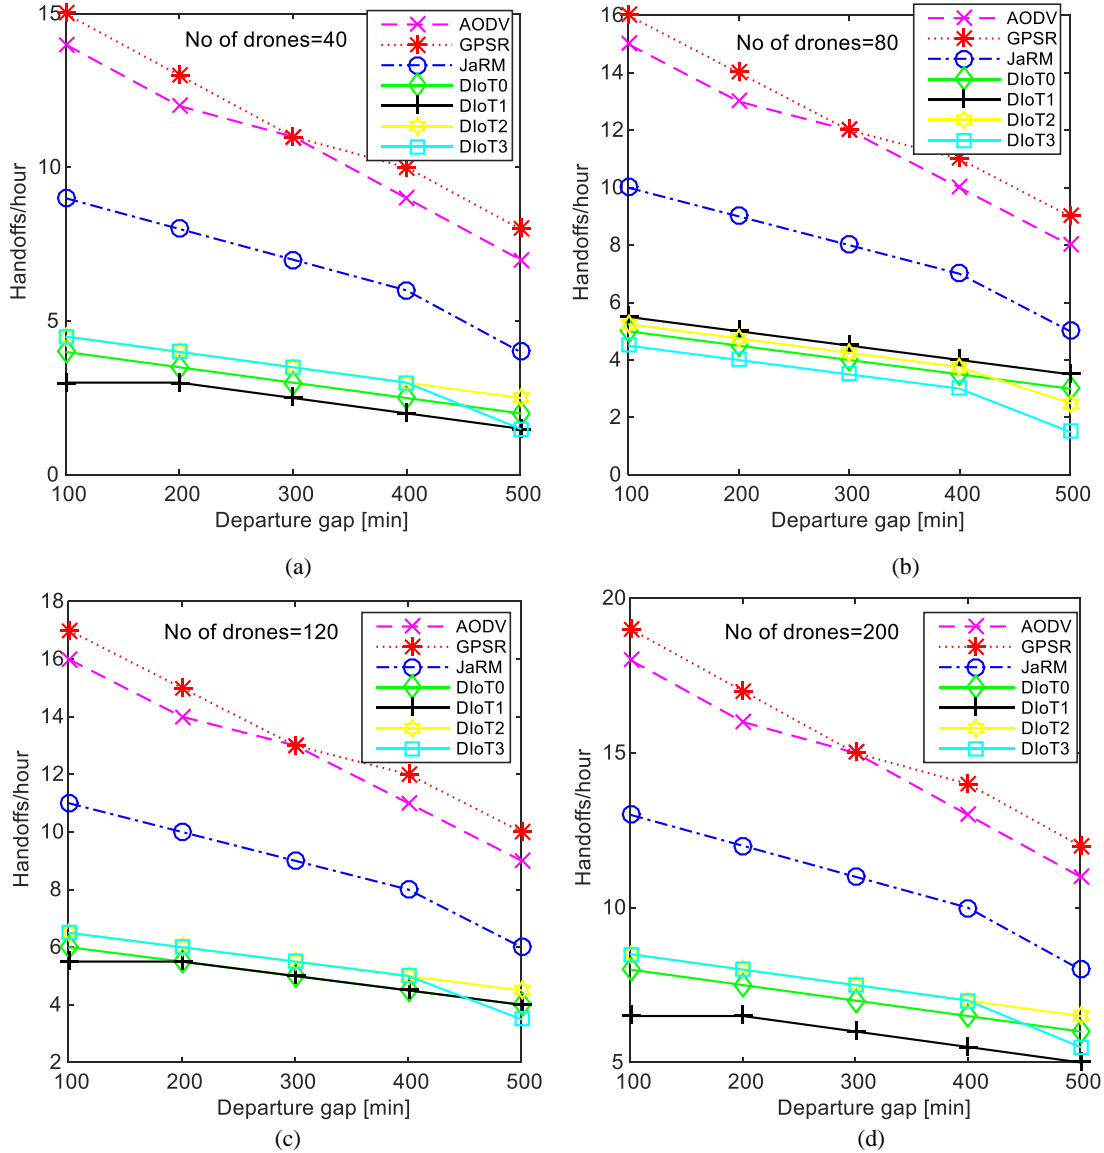 15
10
5
0
Handoffs/hour
No of drones=40
AODV
GPSR
JaRM
DIoT0
DIoT1
DIoT2
DIoT3
100 200 300 400 500
Departure gap [min]
(a)
16
14
12
10
8
6
4
2
0
Handoffs/hour
No of drones=80
AODV
GPSR
JaRM
DIoT0
DIoT1
DIoT2
DIoT3
100 200 300 400 500
Departure gap [min]
(b)
18
16
14
12
10
8
6
4
2
Handoffs/hour
No of drones=120
AODV
GPSR
JaRM
DIoT0
DIoT1
DIoT2
DIoT3
100 200 300 400 500
Departure gap [min]
(c)
20
15
10
5
Handoffs/hour
No of drones=200
AODV
GPSR
JaRM
DIoT0
DIoT1
DIoT2
DIoT3
100 200 300 400 500
Departure gap [min]
(d)